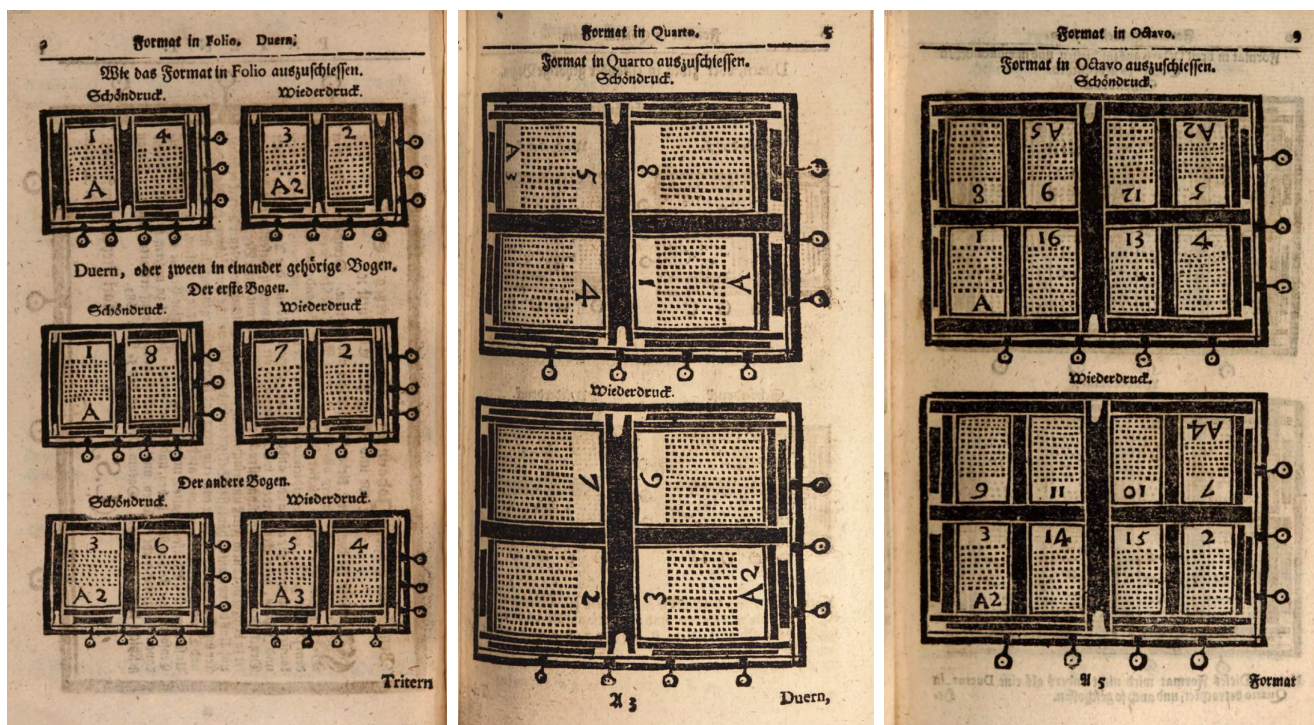 2 Format in Folio. Duern.
Wie das Format in Folio auszuschiessen.
Schöndruck. Wiederdruck.
1 4 3 2
A A2
Duern, oder zween in einander gehörige Bogen.
Der erste Bogen.
Schöndruck. Wiederdruck
1 8 7 2
A
Der andere Bogen.
Schöndruck. Wiederdruck.
3 6 5 4
A2 A3
Tritern
Format in Quarto. 5
Format in Quarto auszuschiessen.
Schöndruck.
A3 5 8
4 1 A
Wiederdruck.
7 6
2 3 A2
A 3 Duern,
Format in Octavo. 9
Format in Octavo auszuschiessen.
Schöndruck.
A5 A2
8 9 12 5
1 16 13 4
A
Wiederdruck.
A4
6 11 10 7
3 14 15 2
A2
A 5 Format